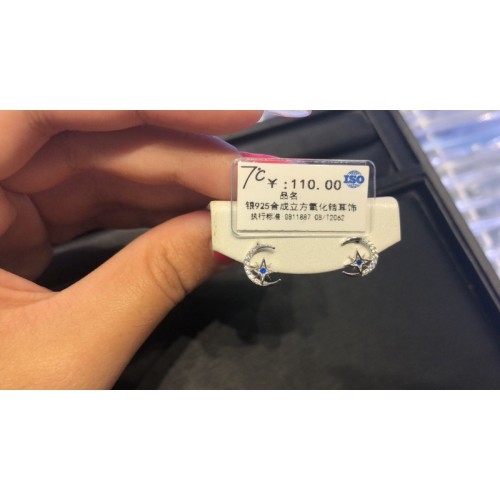 7C
¥:110.00 ISO
品名:
银925合成立方氧化锆耳饰
执行标准 GB11887 GB/T2062